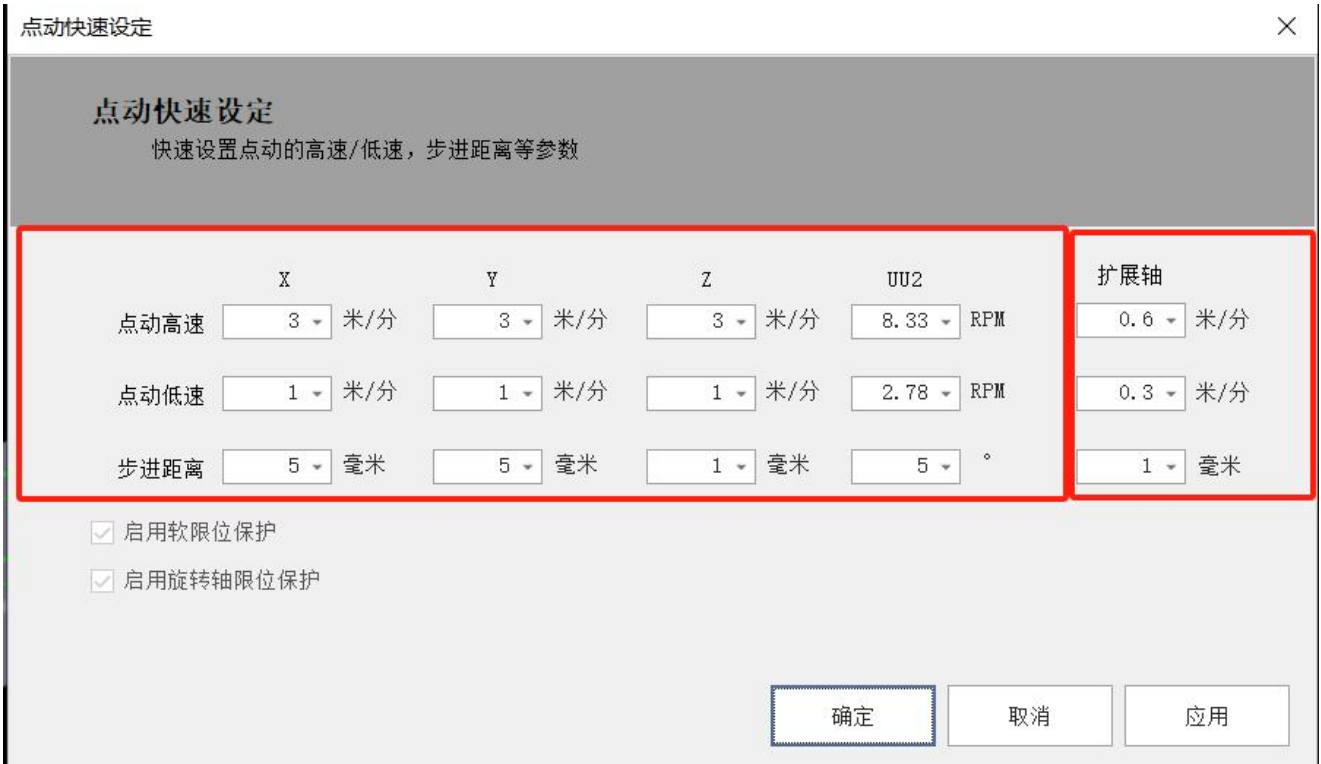 点动快速设定
点动快速设定
快速设置点动的高速/低速，步进距离等参数
X Y Z UU2 扩展轴
点动高速 3 米/分 3 米/分 3 米/分 8.33 RPM 0.6 米/分
点动低速 1 米/分 1 米/分 1 米/分 2.78 RPM 0.3 米/分
步进距离 5 毫米 5 毫米 1 毫米 5 ° 1 毫米
启用软限位保护
启用旋转轴限位保护
确定 取消 应用